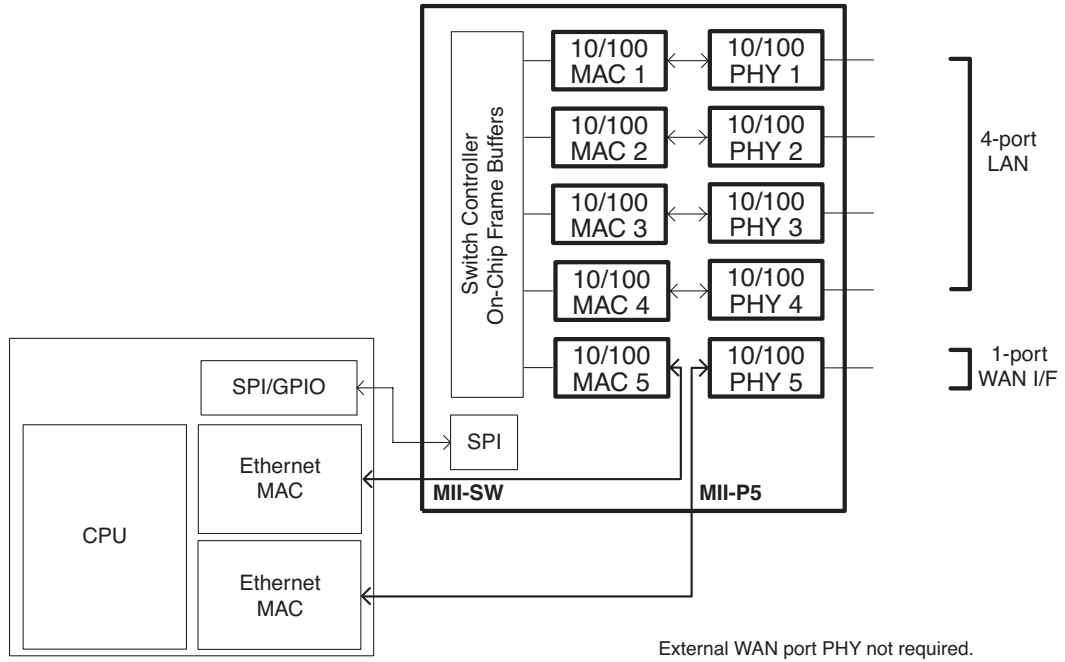 10/100
MAC 1
10/100
PHY 1
10/100
MAC 2
10/100
PHY 2
10/100
MAC 3
10/100
PHY 3
10/100
MAC 4
10/100
PHY 4
10/100
MAC 5
10/100
PHY 5
Switch Controller
On-Chip Frame Buffers
4-port
LAN
1-port
WAN I/F
SPI/GPIO
SPI
Ethernet
MAC
MII-SW
MII-P5
CPU
Ethernet
MAC
External WAN port PHY not required.